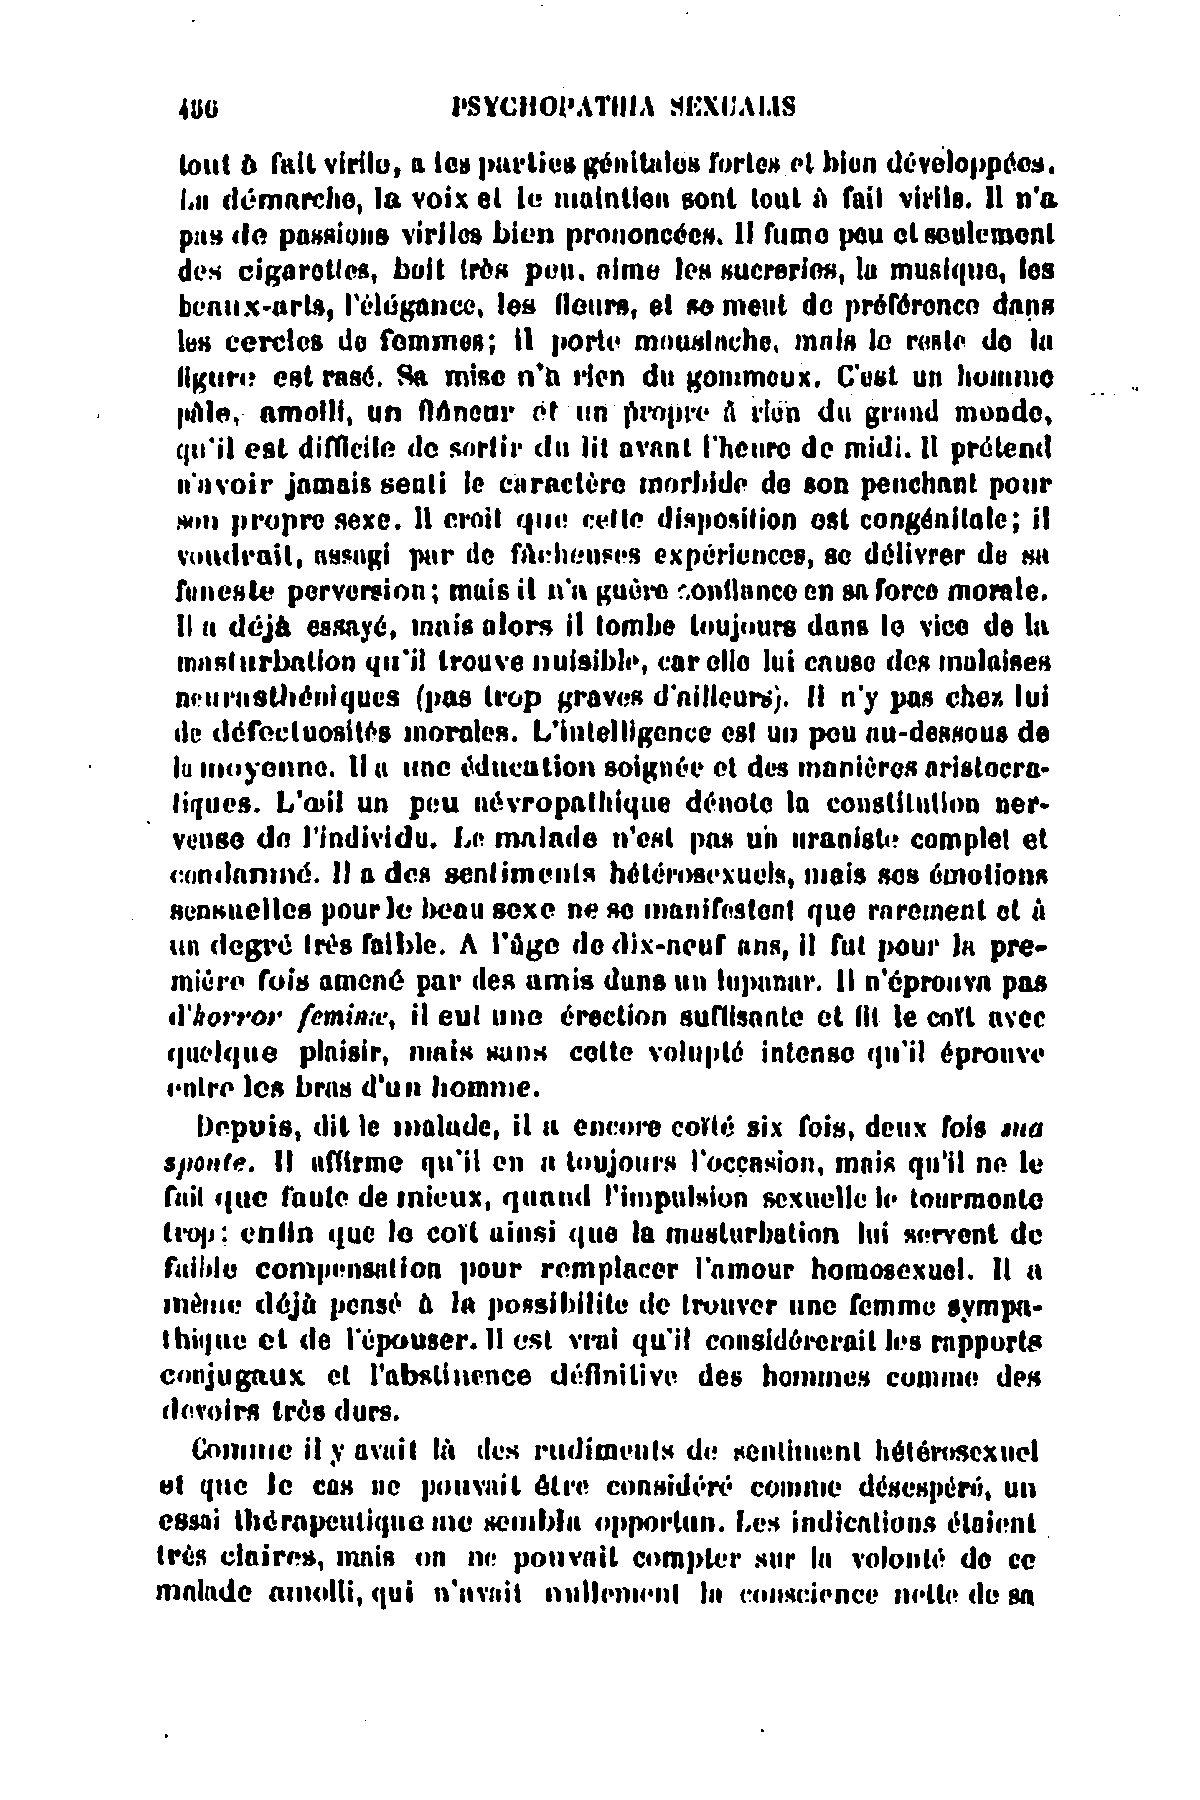 486 PSYCHOPATHIA SEXUALIS
tout à fait virile, a les parties génitales fortes et bien développées.
La démarche, la voix et le maintien sont tout à fait virils. Il n'a
pas de passions viriles bien prononcées. Il fume peu et seulement
des cigarettes, boit très peu, aime les sucreries, la musique, les
beaux-arts, l'élégance, les fleurs, et se meut de préférence dans
les cercles de femmes; il porte moustache, mais le reste de la
figure est rasé. Sa mise n'a rien du gommeux. C'est un homme
pâle, amolli, un flâneur et un propre à rien du grand monde,
qu'il est difficile de sortir du lit avant l'heure de midi. Il prétend
n'avoir jamais senti le caractère morbide de son penchant pour
son propre sexe. Il croit que cette disposition est congénitale; il
voudrait, assagi par de fâcheuses expériences, se délivrer de sa
funeste perversion; mais il n'a guère confiance en sa force morale.
Il a déjà essayé, mais alors il tombe toujours dans le vice de la
masturbation qu'il trouve nuisible, car elle lui cause des malaises
neurasthéniques (pas trop graves d'ailleurs). Il n'y pas chez lui
de défectuosités morales. L'intelligence est un peu au-dessous de
la moyenne. Il a une éducation soignée et des manières aristocra-
tiques. L'œil un peu névropathique dénote la constitution ner-
veuse de l'individu. Le malade n'est pas un uraniste complet et
condamné. Il a des sentiments hétérosexuels, mais ses émotions
sensuelles pour le beau sexe ne se manifestent que rarement et à
un degré très faible. A l'âge de dix-neuf ans, il fut pour la pre-
mière fois amené par des amis dans un lupanar. Il n'éprouva pas
d'horror feminæ, il eut une érection suffisante et fit le coït avec
quelque plaisir, mais sans cette volupté intense qu'il éprouve
entre les bras d'un homme.
Depuis, dit le malade, il a encore coïté six fois, deux fois sua
sponte. Il affirme qu'il en a toujours l'occasion, mais qu'il ne le
fait que faute de mieux, quand l'impulsion sexuelle le tourmente
trop: enfin que le coït ainsi que la masturbation lui servent de
faible compensation pour remplacer l'amour homosexuel. Il a
même déjà pensé à la possibilite de trouver une femme sympa-
thique et de l'épouser. Il est vrai qu'il considérerait les rapports
conjugaux et l'abstinence définitive des hommes comme des
devoirs très durs.
Comme il y avait là des rudiments de sentiment hétérosexuel
et que le cas ne pouvait être considéré comme désespéré, un
essai thérapeutique me sembla opportun. Les indications étaient
très claires, mais on ne pouvait compter sur la volonté de ce
malade amolli, qui n'avait nullement la conscience nette de sa